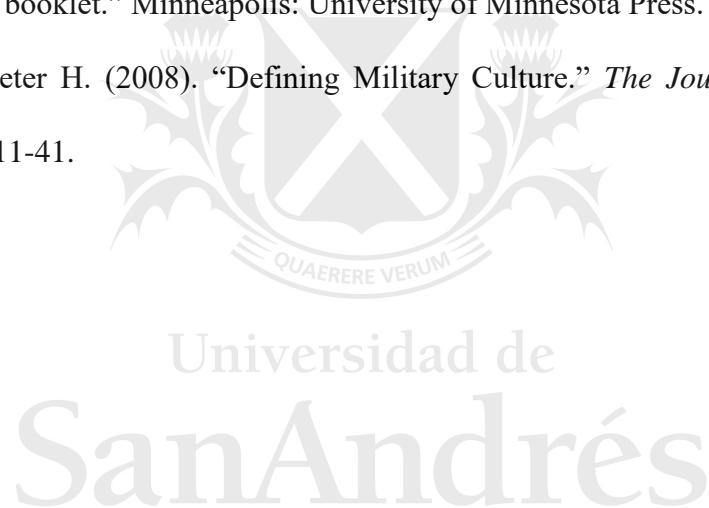 booklet.” Minneapolis: University of Minnesota Press.
eter H. (2008). “Defining Military Culture.” The Jou
11-41.
QUAERERE VERUM
Universidad de
SanAndrés